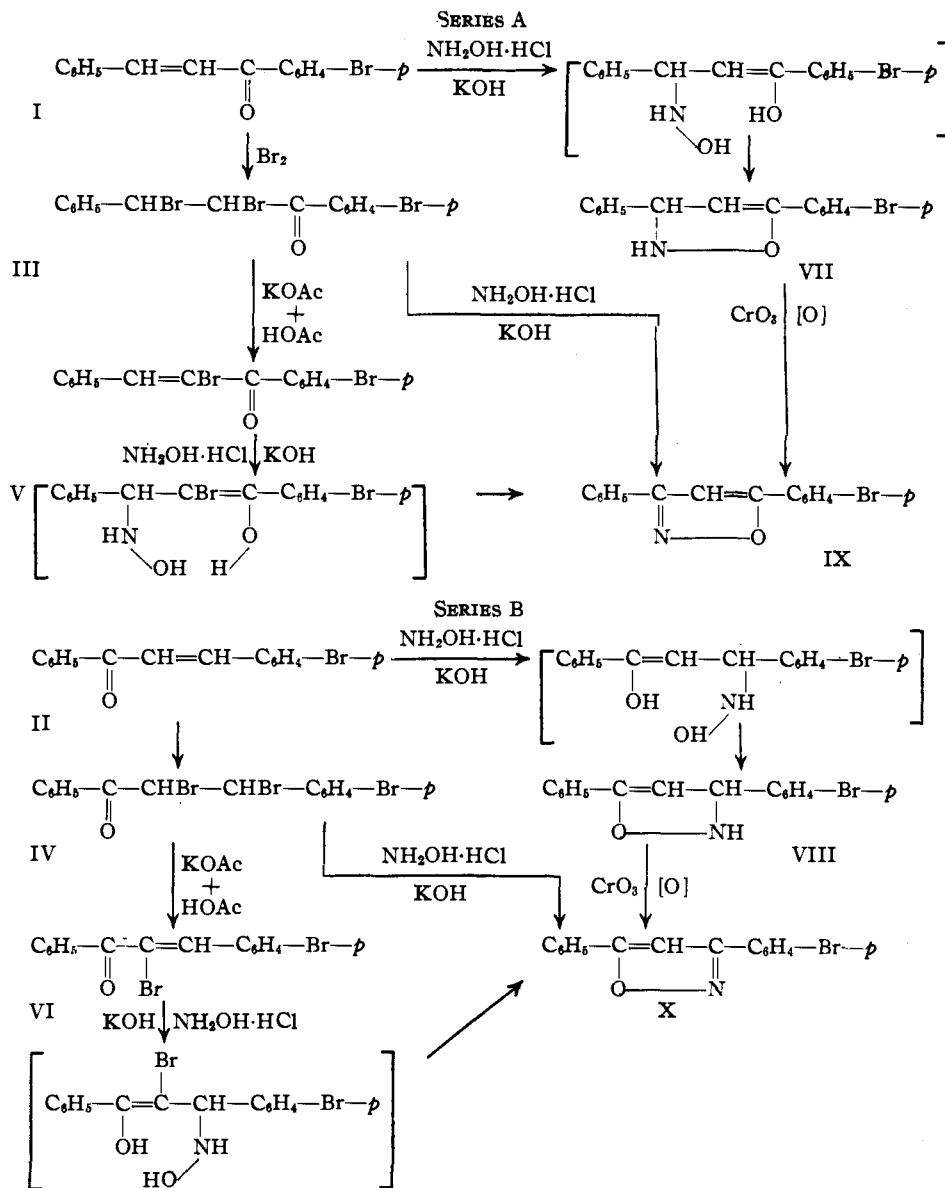 SERIES A
NH₂OH·HCl
C₆H₅—CH=CH—C—C₆H₄—Br—p
KOH
C₆H₅—CH—CH=C—C₆H₅—Br—p
O
HN HO
I
OH
Br₂
C₆H₅—CHBr—CHBr—C—C₆H₄—Br—p
C₆H₅—CH—CH=C—C₆H₄—Br—p
O
HN———O
III
VII
KOAc
+
HOAc
NH₂OH·HCl
KOH
CrO₃ [O]
C₆H₅—CH=CBr—C—C₆H₄—Br—p
O
NH₂OH·HCl KOH
V
C₆H₅—CH—CBr=C—C₆H₄—Br—p
C₆H₅—C—CH=C—C₆H₄—Br—p
HN O
N———O
OH H
IX
SERIES B
NH₂OH·HCl
C₆H₅—C—CH=CH—C₆H₄—Br—p
KOH
C₆H₅—C=CH—CH—C₆H₄—Br—p
O
OH NH
II
OH
C₆H₅—C—CHBr—CHBr—C₆H₄—Br—p
C₆H₅—C=CH—CH—C₆H₄—Br—p
O
O———NH
IV
VIII
KOAc
+
HOAc
NH₂OH·HCl
KOH
CrO₃ [O]
C₆H₅—C—C=CH—C₆H₄—Br—p
C₆H₅—C=CH—C—C₆H₄—Br—p
O Br
O———N
VI
X
KOH NH₂OH·HCl
Br
C₆H₅—C=C—CH—C₆H₄—Br—p
OH NH
HO